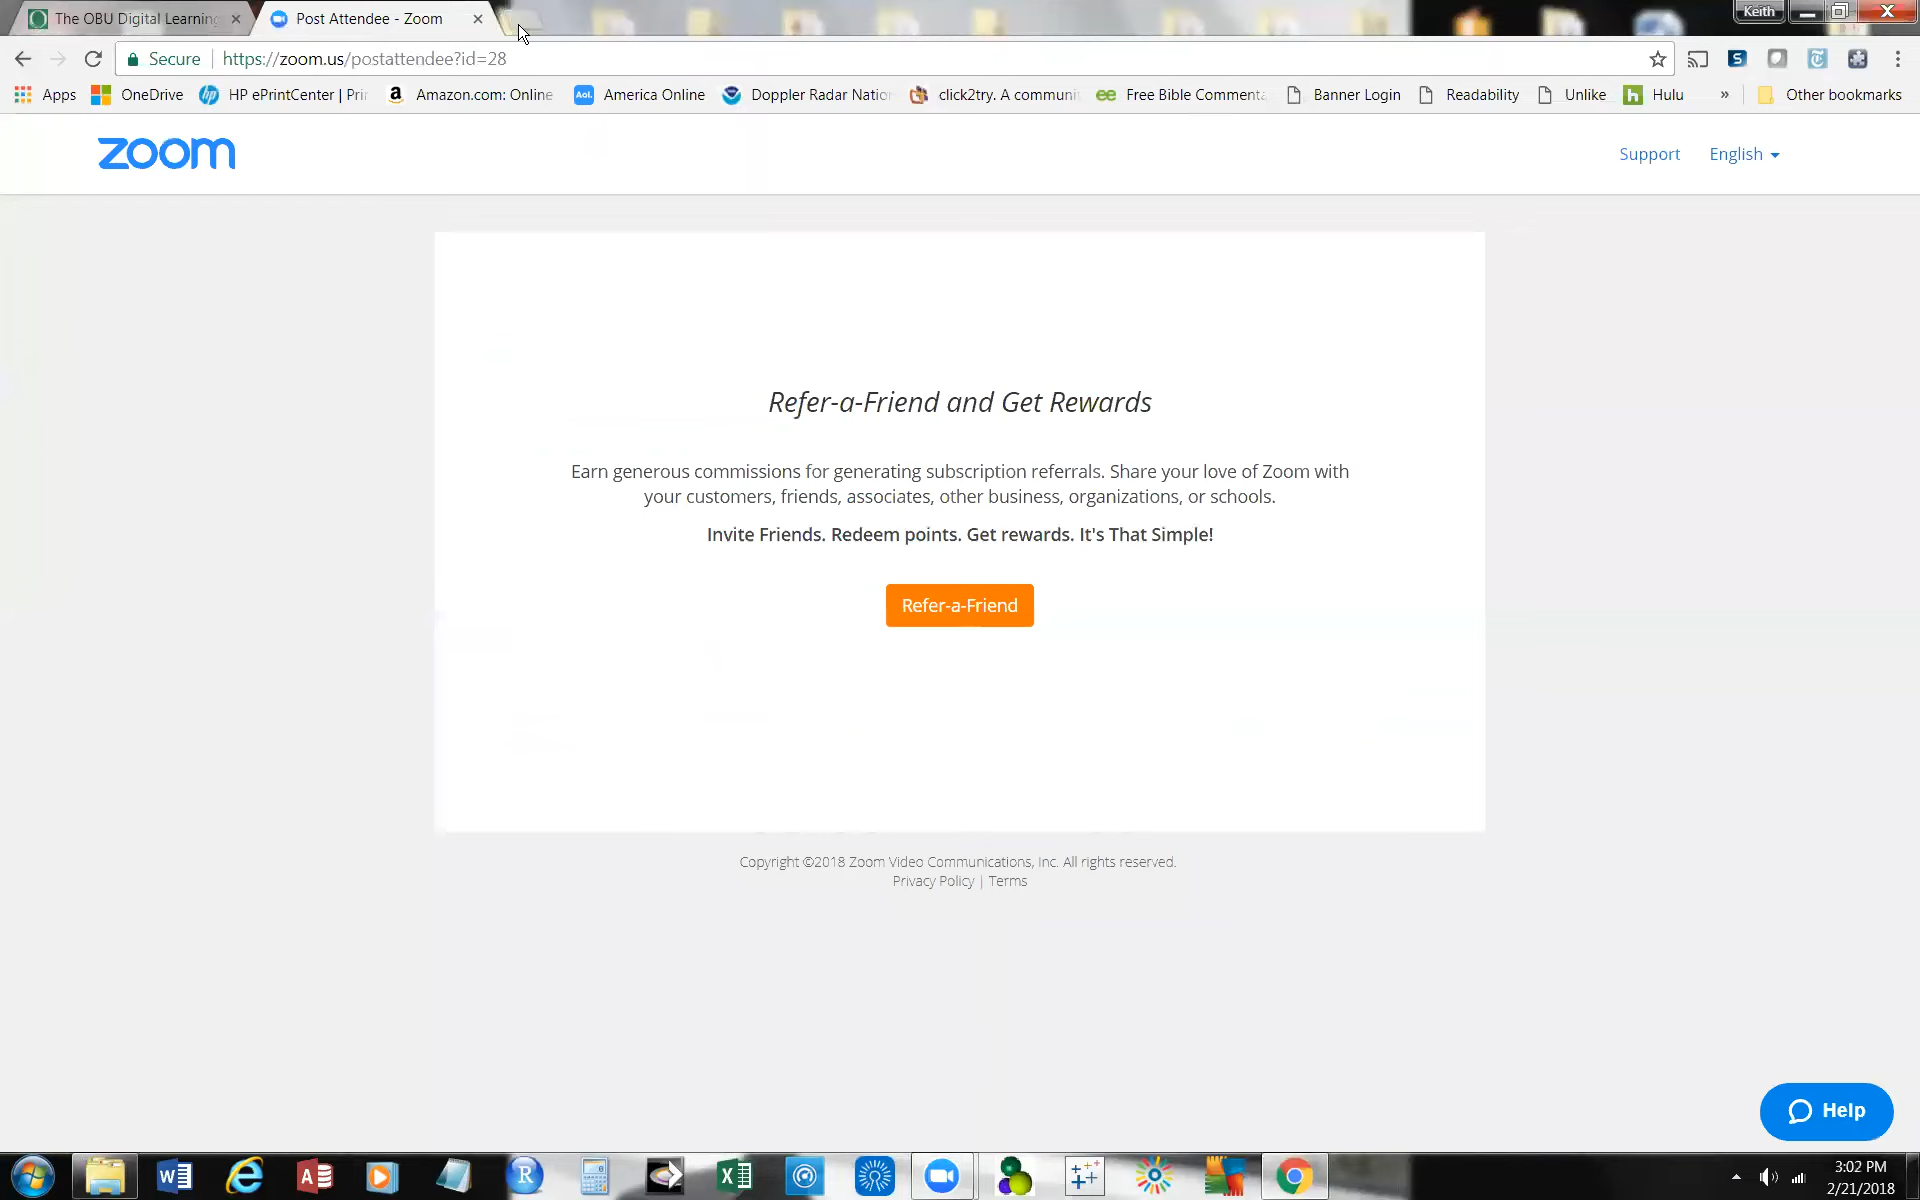 The OBU Digital Learning
Post Attendee - Zoom
Keith
Secure
https://zoom.us/postattendee?id=28
Apps
OneDrive
HP ePrintCenter | Pri
Amazon.com: Online
Aol.
America Online
Doppler Radar Natio
click2try. A communi
ee
Free Bible Commenta
Banner Login
Readability
Unlike
Hulu
»
Other bookmarks
zoom
Support
English
Refer-a-Friend and Get Rewards
Earn generous commissions for generating subscription referrals. Share your love of Zoom with
your customers, friends, associates, other business, organizations, or schools.
Invite Friends. Redeem points. Get rewards. It's That Simple!
Refer-a-Friend
Copyright ©2018 Zoom Video Communications, Inc. All rights reserved.
Privacy Policy | Terms
Help
3:02 PM
2/21/2018